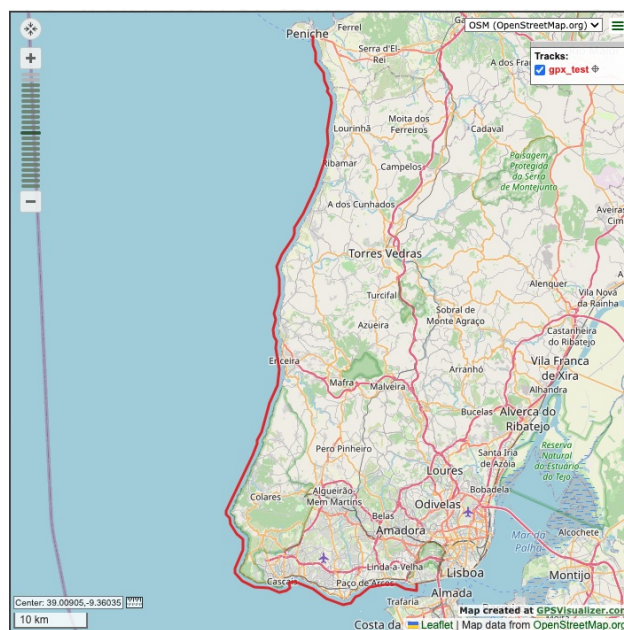 Peniche
Ferrel
OSM (OpenStreetMap.org)
Serra d'El-
Rei
A dos
Tracks:
gpx_test
+
−
Moita dos
Ferreiros
Cadaval
Lourinhã
Ribamar
Campelos
Paisagem
Protegida
da Serra
de Montejunto
A dos Cunhados
Aveiras
Torres Vedras
Alenquer
Vila Nova
da Rainha
Turcifal
Sobral de
Monte Agraço
Azueira
Castanheira
do Ribatejo
Vila Franca
de Xira
Ericeira
Mafra
Malveira
Arranhó
Alhandra
Bucelas
Alverca do
Ribatejo
Pero Pinheiro
Santa Iria
de Azóia
Reserva
Natural
do Estuário
do Tejo
Loures
Bobadela
Colares
Algueirão
Mem Martins
Odivelas
Belas
Amadora
Mar da
Palha
Alcochete
Linda-a-Velha
Lisboa
Cascais
Paço de Arcos
Montijo
Almada
Trafaria
Center: 39.00905,-9.36035
Map created at GPSVisualizer.com
10 km
Costa da
Leaflet | Map data from OpenStreetMap.org